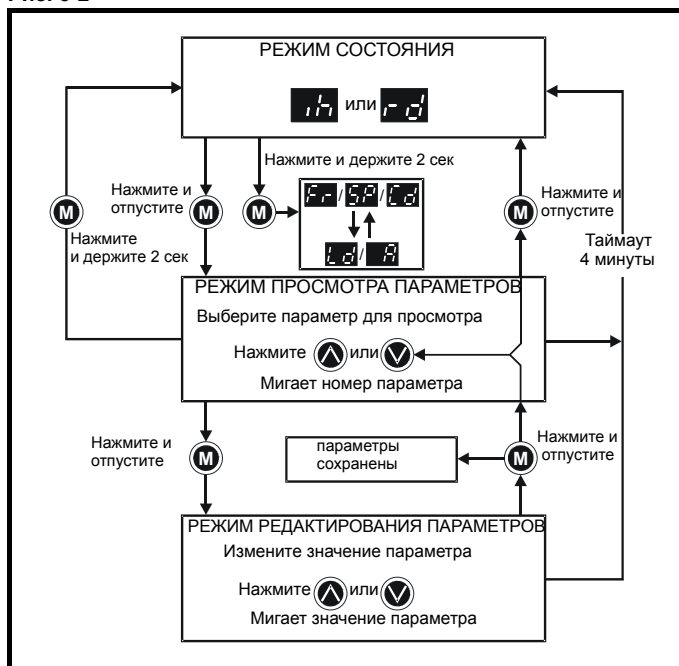 РЕЖИМ СОСТОЯНИЯ
ih или rd
Нажмите и держите 2 сек
Нажмите и
отпустите
M
M
Fr / SP / Cd
Ld / A
M
Нажмите
и держите 2 сек
M
Нажмите и
отпустите
Таймаут
4 минуты
РЕЖИМ ПРОСМОТРА ПАРАМЕТРОВ
Выберите параметр для просмотра
Нажмите или
Мигает номер параметра
Нажмите и
отпустите
M
параметры
сохранены
M
Нажмите и
отпустите
РЕЖИМ РЕДАКТИРОВАНИЯ ПАРАМЕТРОВ
Измените значение параметра
Нажмите или
Мигает значение параметра